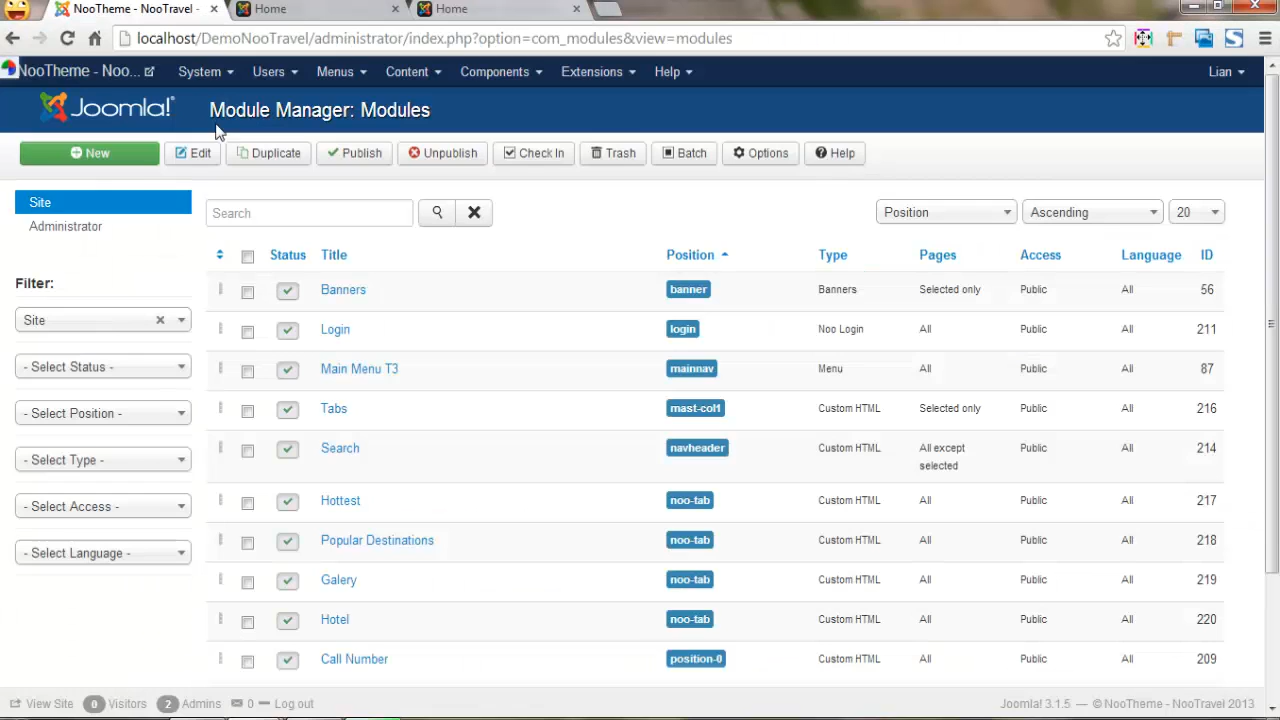 NooTheme - NooTravel - ×
Home ×
Home ×
localhost/DemoNooTravel/administrator/index.php?option=com_modules&view=modules
NooTheme - Noo... System Users Menus Content Components Extensions Help Lian
Joomla! Module Manager: Modules
New Edit Duplicate Publish Unpublish Check In Trash Batch Options Help
Site
Administrator
Filter:
Site
- Select Status -
- Select Position -
- Select Type -
- Select Access -
- Select Language -
Search Position Ascending 20
Status Title Position Type Pages Access Language ID
Banners banner Banners Selected only Public All 56
Login login Noo Login All Public All 211
Main Menu T3 mainnav Menu All Public All 87
Tabs mast-col1 Custom HTML Selected only Public All 216
Search navheader Custom HTML All except selected Public All 214
Hottest noo-tab Custom HTML All Public All 217
Popular Destinations noo-tab Custom HTML All Public All 218
Galery noo-tab Custom HTML All Public All 219
Hotel noo-tab Custom HTML All Public All 220
Call Number position-0 Custom HTML All Public All 209
View Site 0 Visitors 2 Admins 0 Log out Joomla! 3.1.5 — © NooTheme - NooTravel 2013